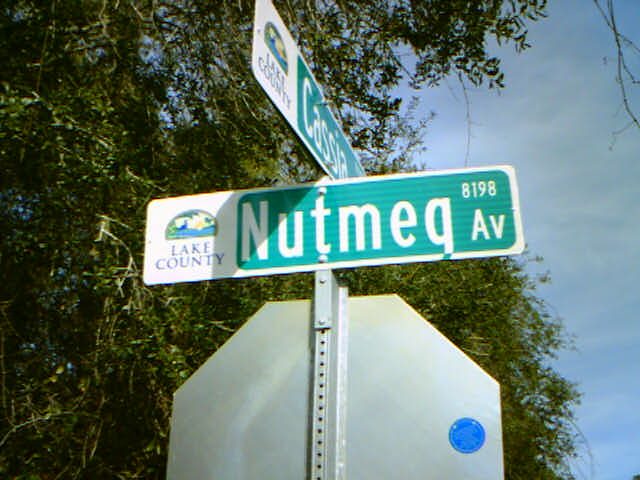 LAKE
COUNTY
Cassia
LAKE
COUNTY
Nutmeg
8198
Av